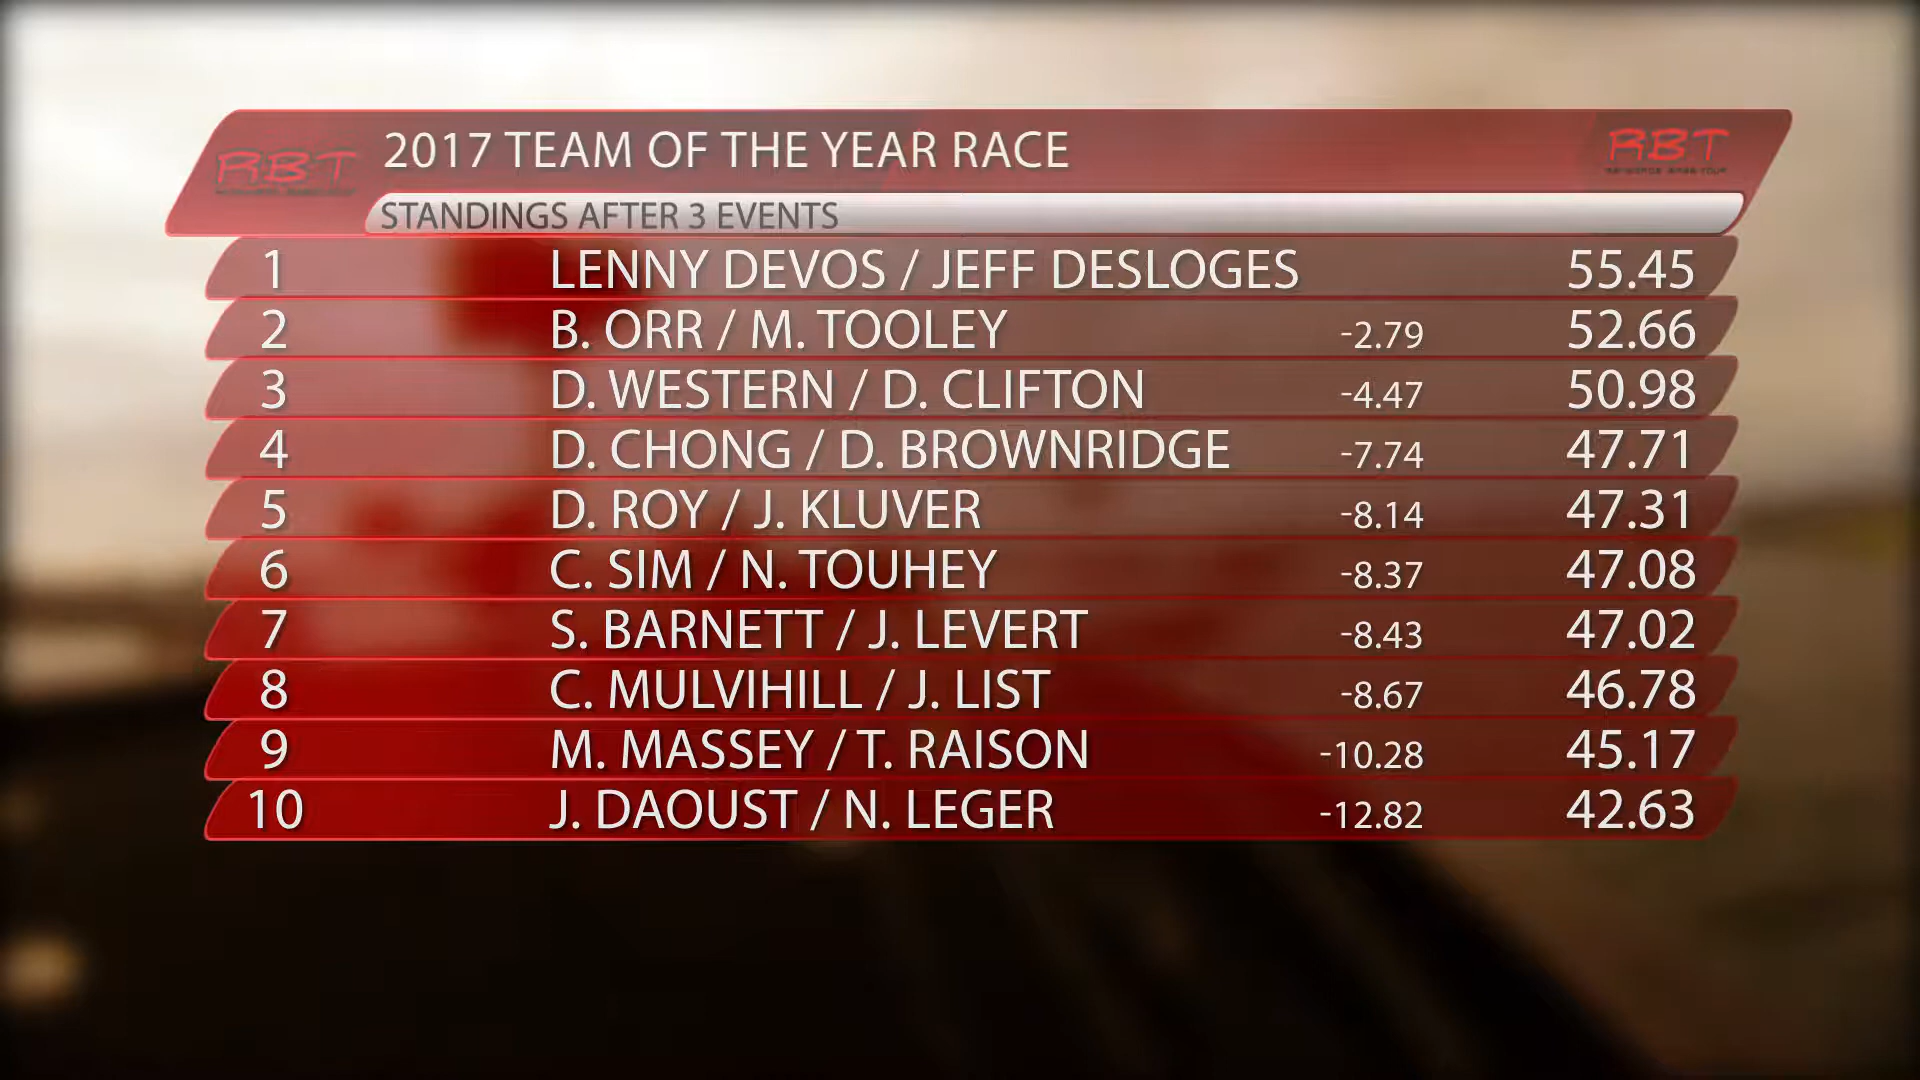 RBT
2017 TEAM OF THE YEAR RACE
RBT
STANDINGS AFTER 3 EVENTS
1 LENNY DEVOS / JEFF DESLOGES 55.45
2 B. ORR / M. TOOLEY -2.79 52.66
3 D. WESTERN / D. CLIFTON -4.47 50.98
4 D. CHONG / D. BROWNRIDGE -7.74 47.71
5 D. ROY / J. KLUVER -8.14 47.31
6 C. SIM / N. TOUHEY -8.37 47.08
7 S. BARNETT / J. LEVERT -8.43 47.02
8 C. MULVIHILL / J. LIST -8.67 46.78
9 M. MASSEY / T. RAISON -10.28 45.17
10 J. DAOUST / N. LEGER -12.82 42.63